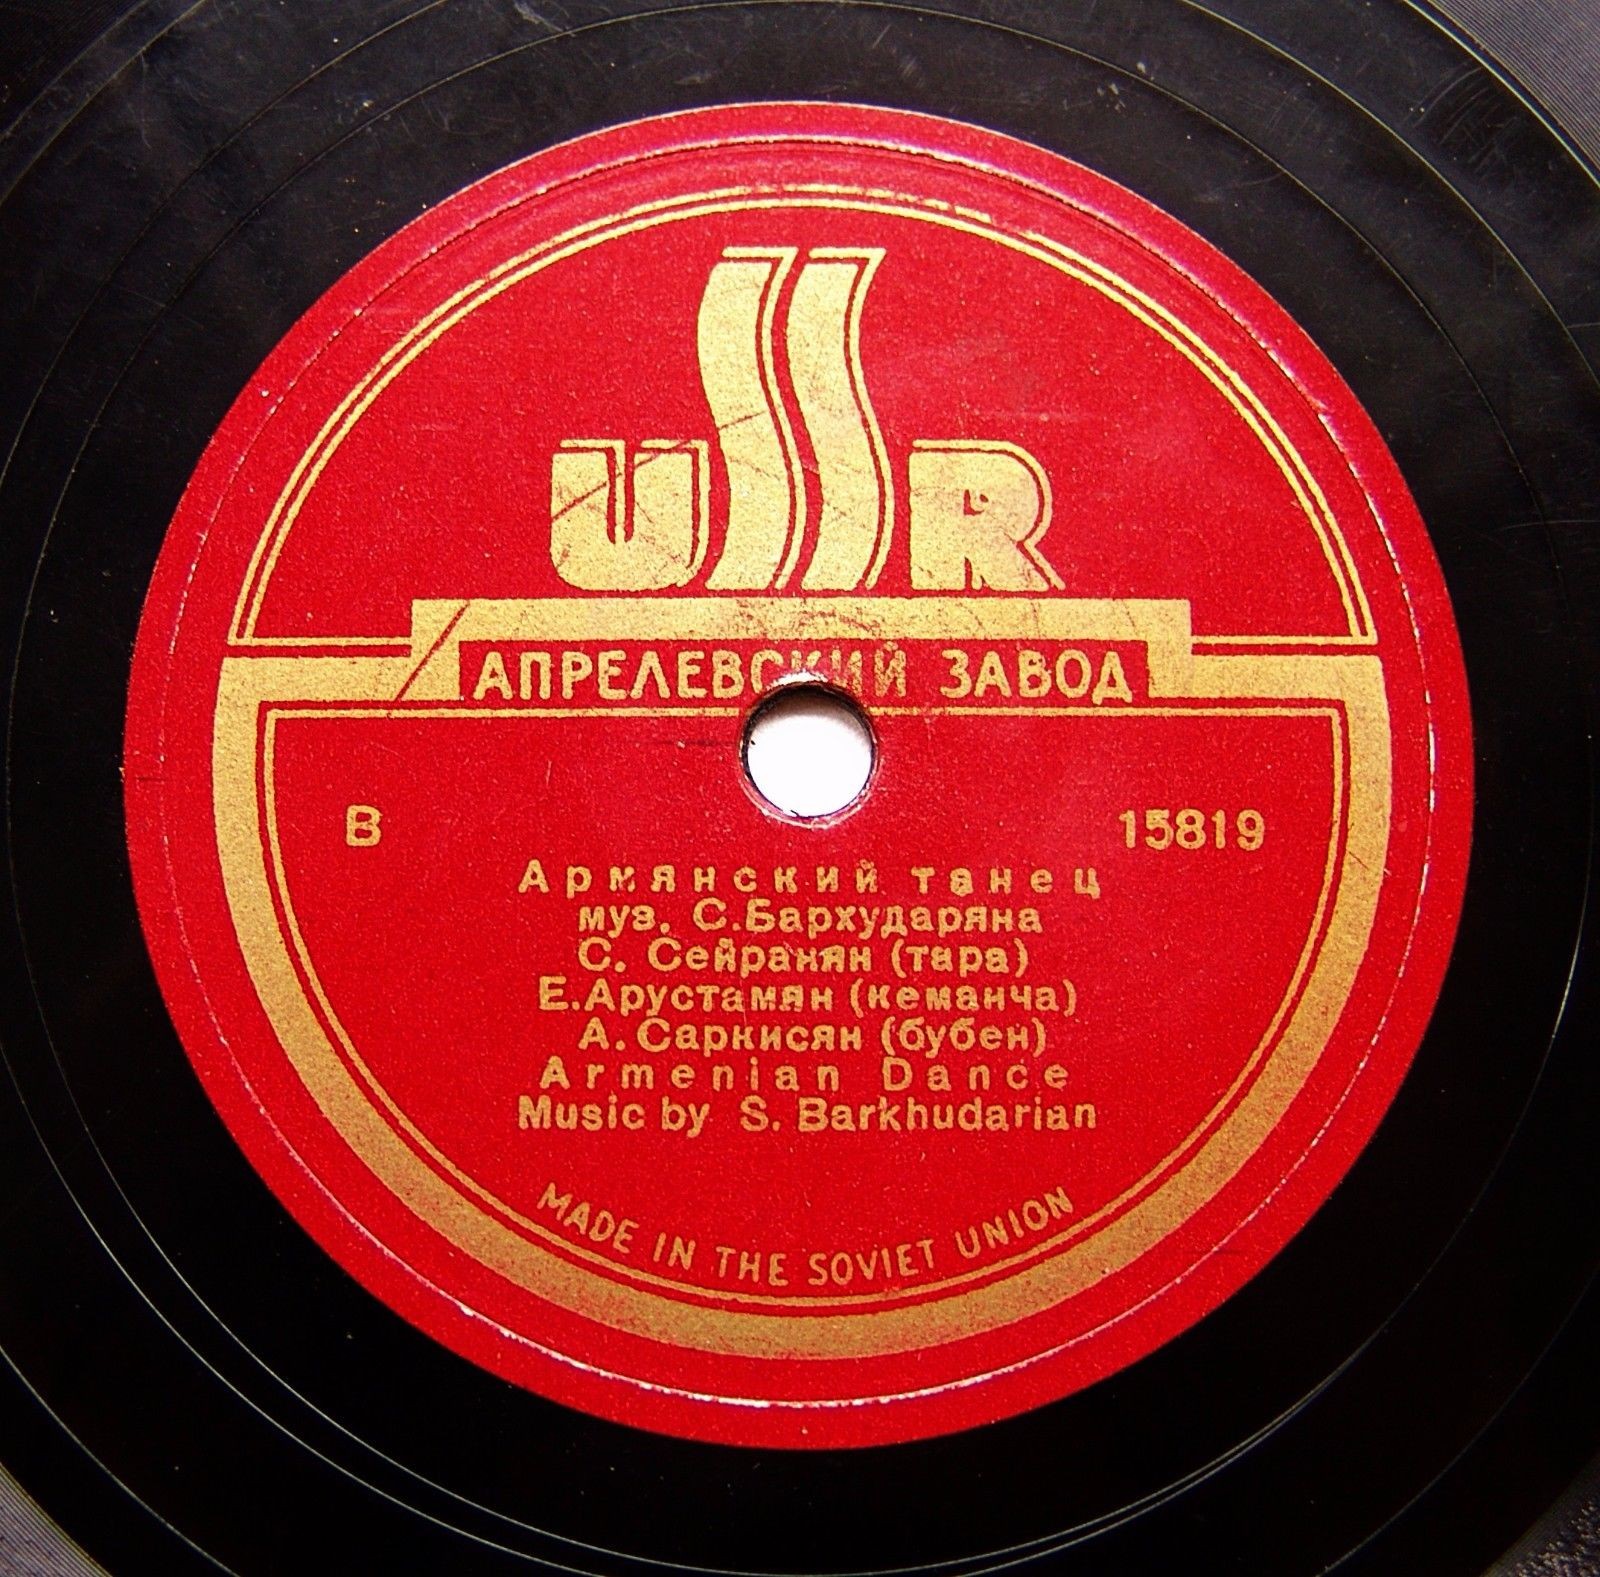 USSR
АПРЕЛЕВСКИЙ ЗАВОД
В 15819
Армянский танец
муз. С.Бархударяна
С. Сейранян (тара)
Е.Арустамян (кеманча)
А. Саркисян (бубен)
Armenian Dance
Music by S. Barkhudarian
MADE IN THE SOVIET UNION